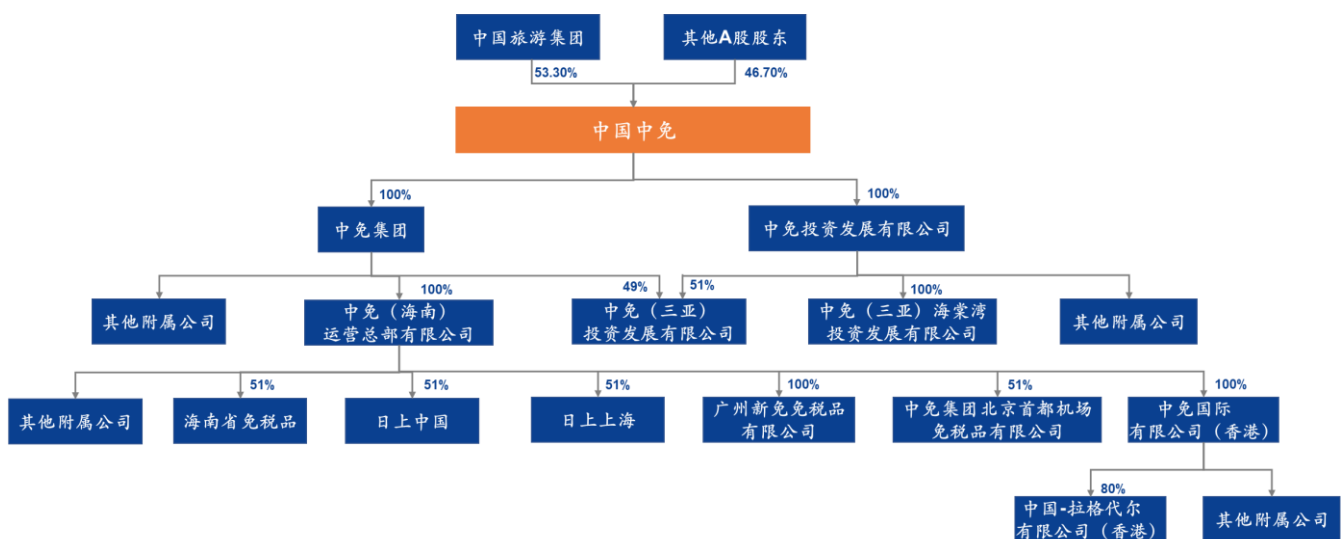 中国旅游集团
其他A股股东
53.30%
46.70%
中国中免
100%
100%
中免集团
中免投资发展有限公司
100%
49%
51%
100%
其他附属公司
中免（海南）
运营总部有限公司
中免（三亚）
投资发展有限公司
中免（三亚）海棠湾
投资发展有限公司
其他附属公司
51%
51%
51%
100%
51%
100%
其他附属公司
海南省免税品
日上中国
日上上海
广州新免免税品
有限公司
中免集团北京首都机场
免税品有限公司
中免国际
有限公司（香港）
80%
中国-拉格代尔
有限公司（香港）
其他附属公司